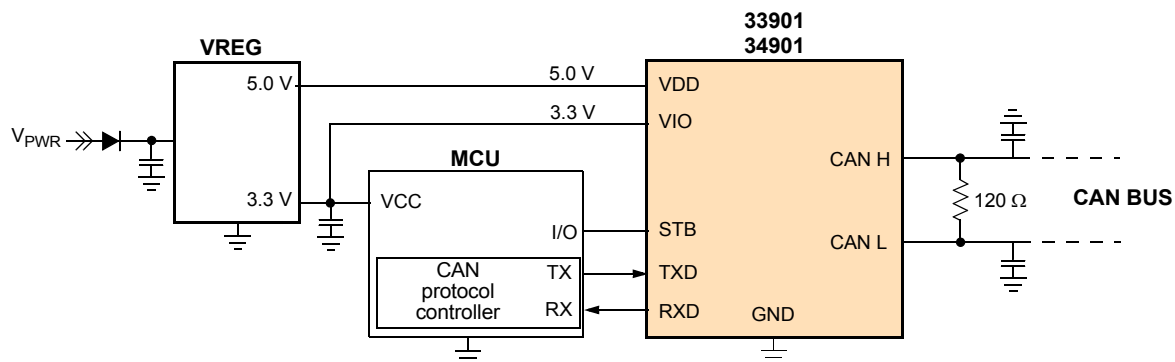 33901
34901
VREG
5.0 V
5.0 V
VDD
3.3 V
VIO
VPWR
MCU
CAN H
3.3 V
VCC
120 Ω
CAN BUS
I/O
STB
CAN L
CAN
protocol
controller
TX
TXD
RX
RXD
GND